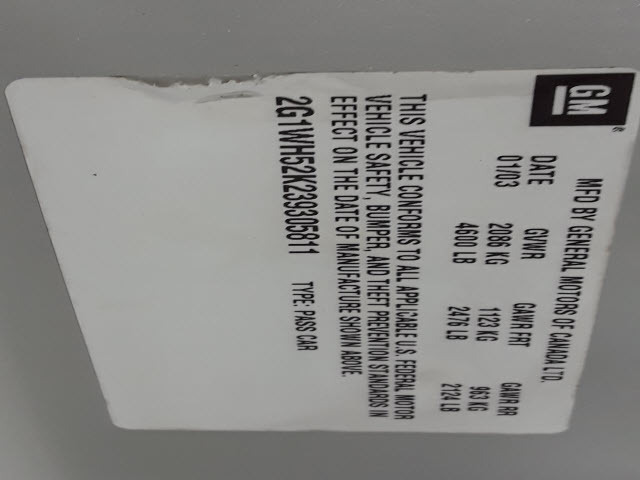 GM®
MFD BY GENERAL MOTORS OF CANADA LTD.
DATE GVWR GAWR FRT GAWR RR
01/03 2086 KG 1123 KG 963 KG
4600 LB 2476 LB 2124 LB
THIS VEHICLE CONFORMS TO ALL APPLICABLE U.S. FEDERAL MOTOR
VEHICLE SAFETY, BUMPER, AND THEFT PREVENTION STANDARDS IN
EFFECT ON THE DATE OF MANUFACTURE SHOWN ABOVE.
2G1WH52K239305811 TYPE: PASS CAR